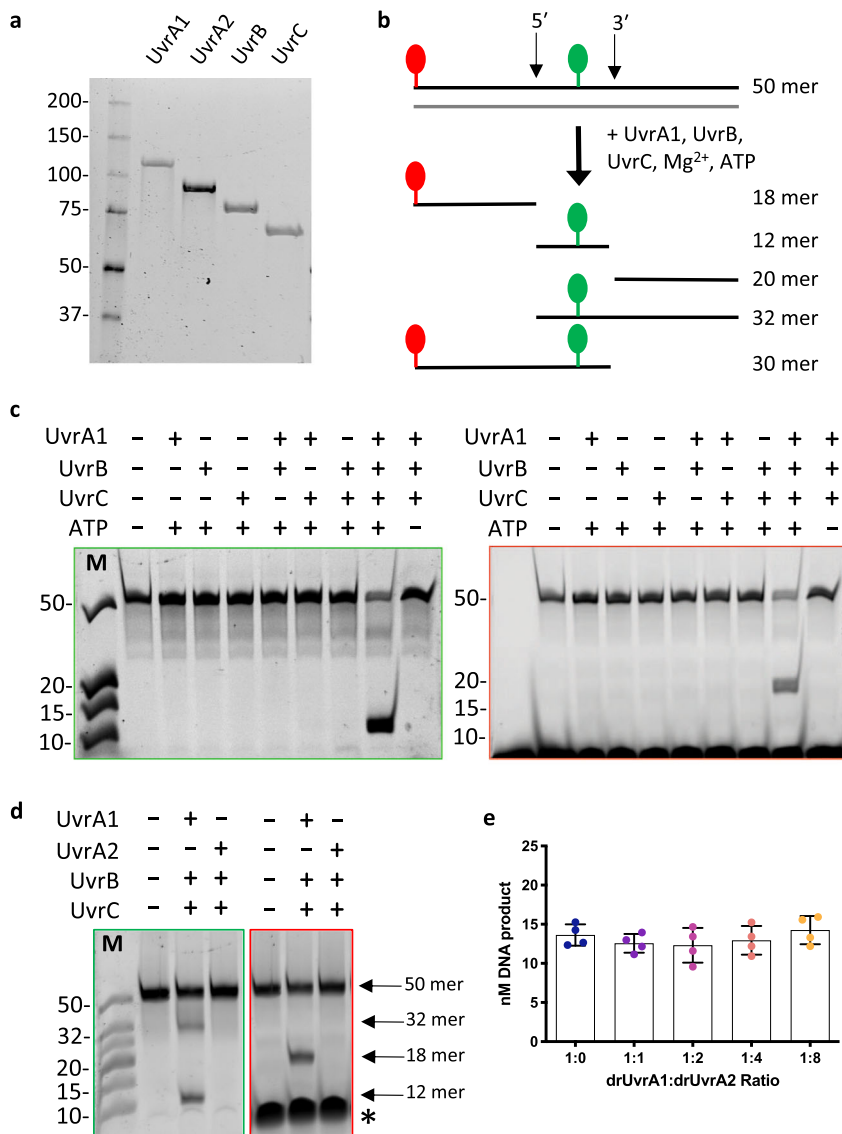 a
UvrA1 UvrA2 UvrB UvrC
200-
150-
100-
75-
50-
37-
b
5′ 3′
50 mer
+ UvrA1, UvrB,
UvrC, Mg²⁺, ATP
18 mer
12 mer
20 mer
32 mer
30 mer
c
UvrA1 – + – – + + – + +
UvrB – – + – + – + + +
UvrC – – – + – + + + +
ATP – + + + + + + + –
M
50-
20-
15-
10-
UvrA1 – + – – + + – + +
UvrB – – + – + – + + +
UvrC – – – + – + + + +
ATP – + + + + + + + –
50-
20-
15-
10-
d
UvrA1 – + – – + –
UvrA2 – – + – – +
UvrB – + + – + +
UvrC – + + – + +
M
50-
32-
20-
15-
10-
50 mer
32 mer
18 mer
12 mer
*
e
nM DNA product
25
20
15
10
5
0
1:0 1:1 1:2 1:4 1:8
drUvrA1:drUvrA2 Ratio